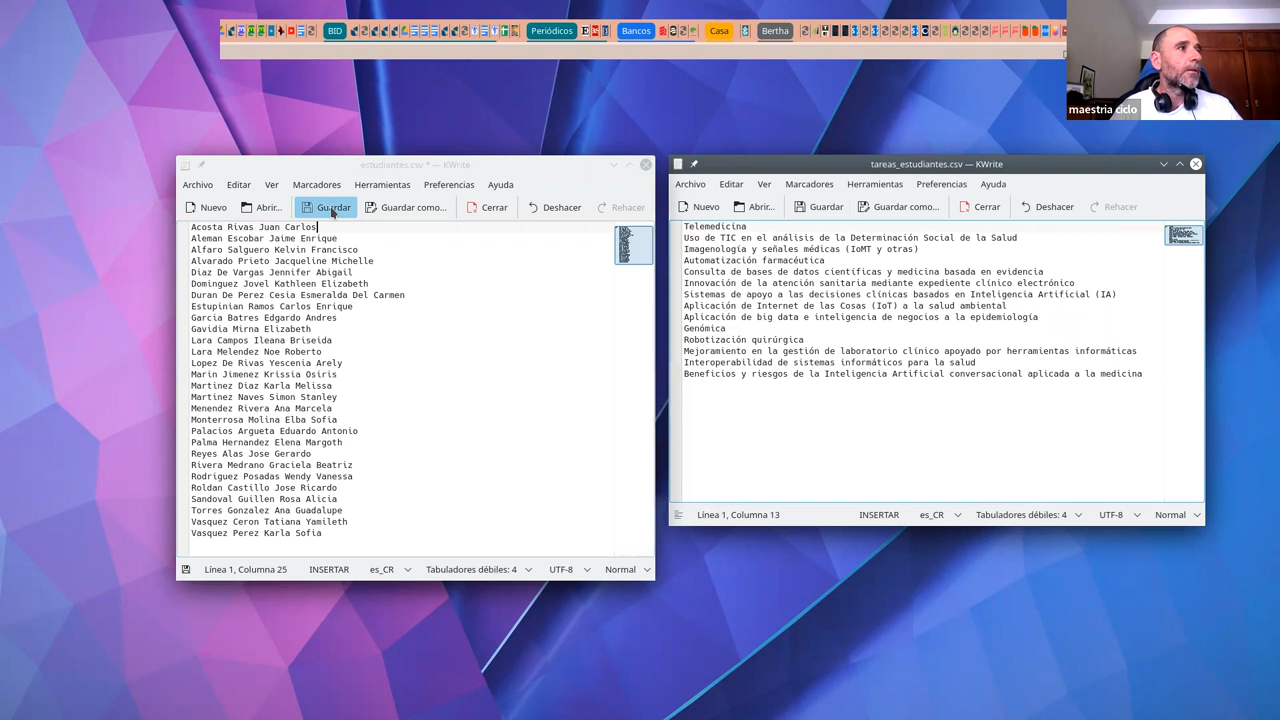 BID
Periódicos
Bancos
Casa
Bertha
maestria ciclo
estudiantes.csv * — KWrite
Archivo Editar Ver Marcadores Herramientas Preferencias Ayuda
Nuevo Abrir... Guardar Guardar como... Cerrar Deshacer Rehacer
Acosta Rivas Juan Carlos
Aleman Escobar Jaime Enrique
Alfaro Salguero Kelvin Francisco
Alvarado Prieto Jacqueline Michelle
Diaz De Vargas Jennifer Abigail
Dominguez Jovel Kathleen Elizabeth
Duran De Perez Cesia Esmeralda Del Carmen
Estupinian Ramos Carlos Enrique
Garcia Batres Edgardo Andres
Gavidia Mirna Elizabeth
Lara Campos Ileana Briseida
Lara Melendez Noe Roberto
Lopez De Rivas Yescenia Arely
Marin Jimenez Krissia Osiris
Martinez Diaz Karla Melissa
Martinez Naves Simon Stanley
Menendez Rivera Ana Marcela
Monterrosa Molina Elba Sofia
Palacios Argueta Eduardo Antonio
Palma Hernandez Elena Margoth
Reyes Alas Jose Gerardo
Rivera Medrano Graciela Beatriz
Rodriguez Posadas Wendy Vanessa
Roldan Castillo Jose Ricardo
Sandoval Guillen Rosa Alicia
Torres Gonzalez Ana Guadalupe
Vasquez Ceron Tatiana Yamileth
Vasquez Perez Karla Sofia
Línea 1, Columna 25 INSERTAR es_CR Tabuladores débiles: 4 UTF-8 Normal
tareas_estudiantes.csv — KWrite
Archivo Editar Ver Marcadores Herramientas Preferencias Ayuda
Nuevo Abrir... Guardar Guardar como... Cerrar Deshacer Rehacer
Telemedicina
Uso de TIC en el análisis de la Determinación Social de la Salud
Imagenología y señales médicas (IoMT y otras)
Automatización farmacéutica
Consulta de bases de datos científicas y medicina basada en evidencia
Innovación de la atención sanitaria mediante expediente clínico electrónico
Sistemas de apoyo a las decisiones clínicas basados en Inteligencia Artificial (IA)
Aplicación de Internet de las Cosas (IoT) a la salud ambiental
Aplicación de big data e inteligencia de negocios a la epidemiología
Genómica
Robotización quirúrgica
Mejoramiento en la gestión de laboratorio clínico apoyado por herramientas informáticas
Interoperabilidad de sistemas informáticos para la salud
Beneficios y riesgos de la Inteligencia Artificial conversacional aplicada a la medicina
Línea 1, Columna 13 INSERTAR es_CR Tabuladores débiles: 4 UTF-8 Normal